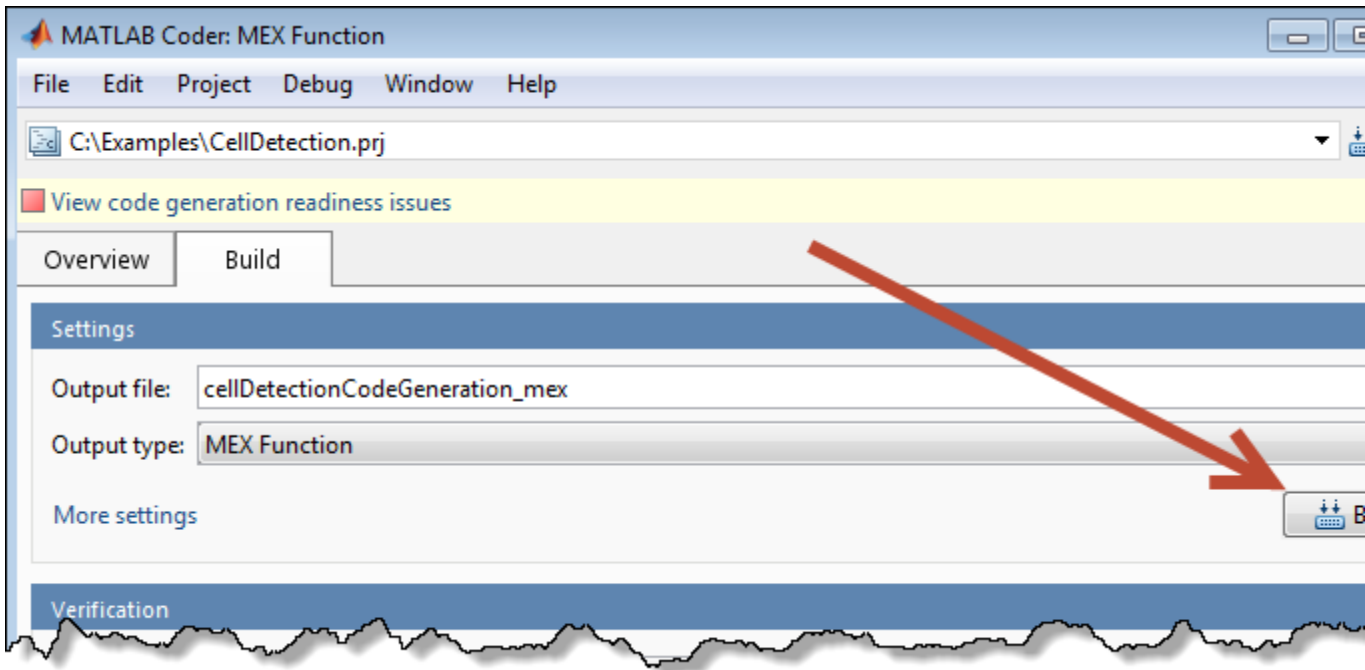 MATLAB Coder: MEX Function
File Edit Project Debug Window Help
C:\Examples\CellDetection.prj
View code generation readiness issues
Overview Build
Settings
Output file: cellDetectionCodeGeneration_mex
Output type: MEX Function
More settings
Verification